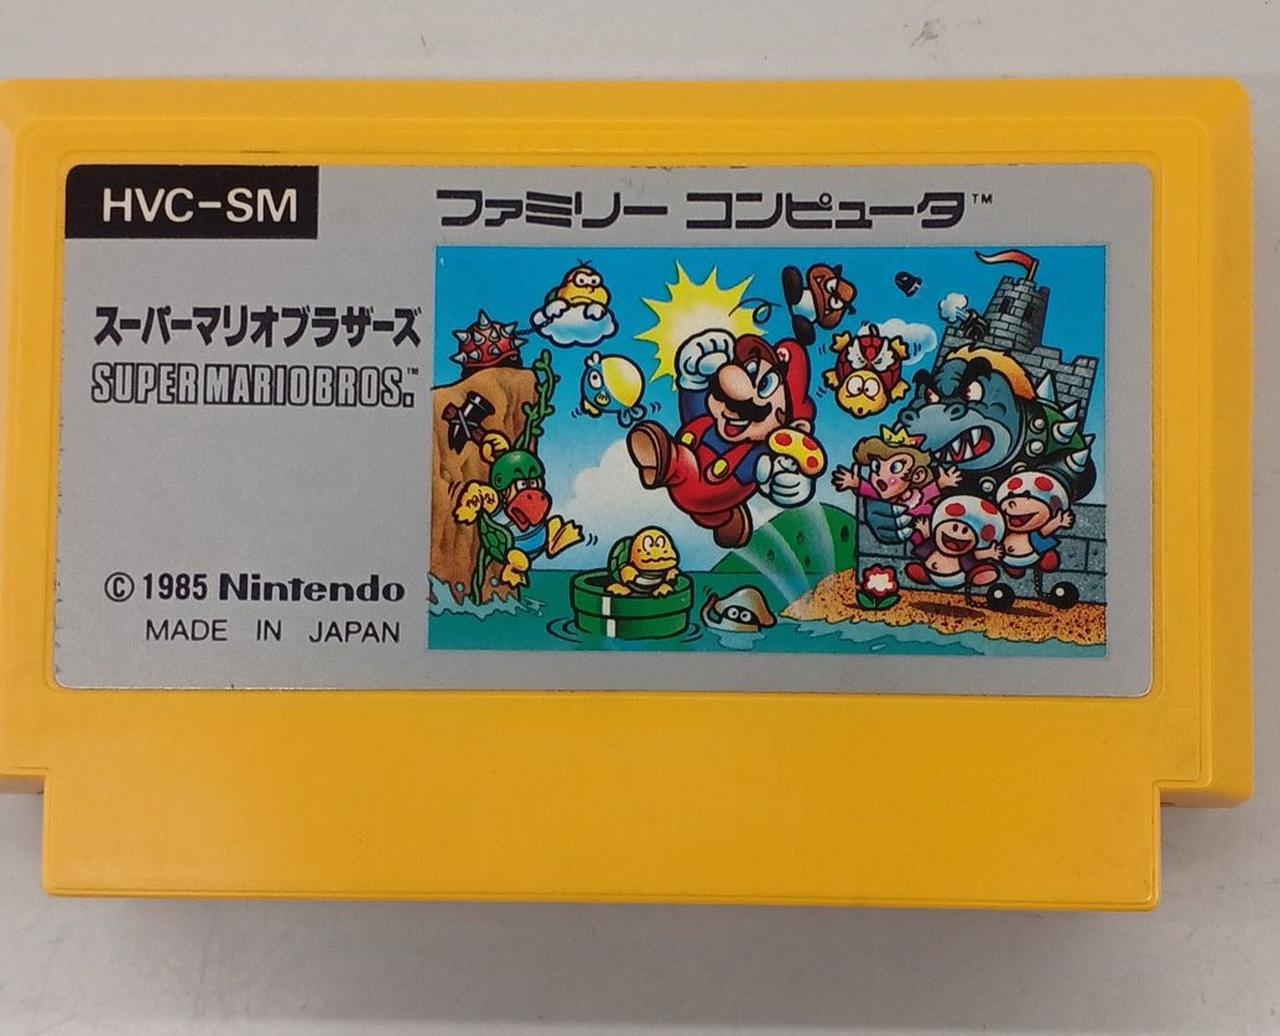 HVC-SM
ファミリー コンピュータ™
スーパーマリオブラザーズ
SUPER MARIO BROS.™
© 1985 Nintendo
MADE IN JAPAN